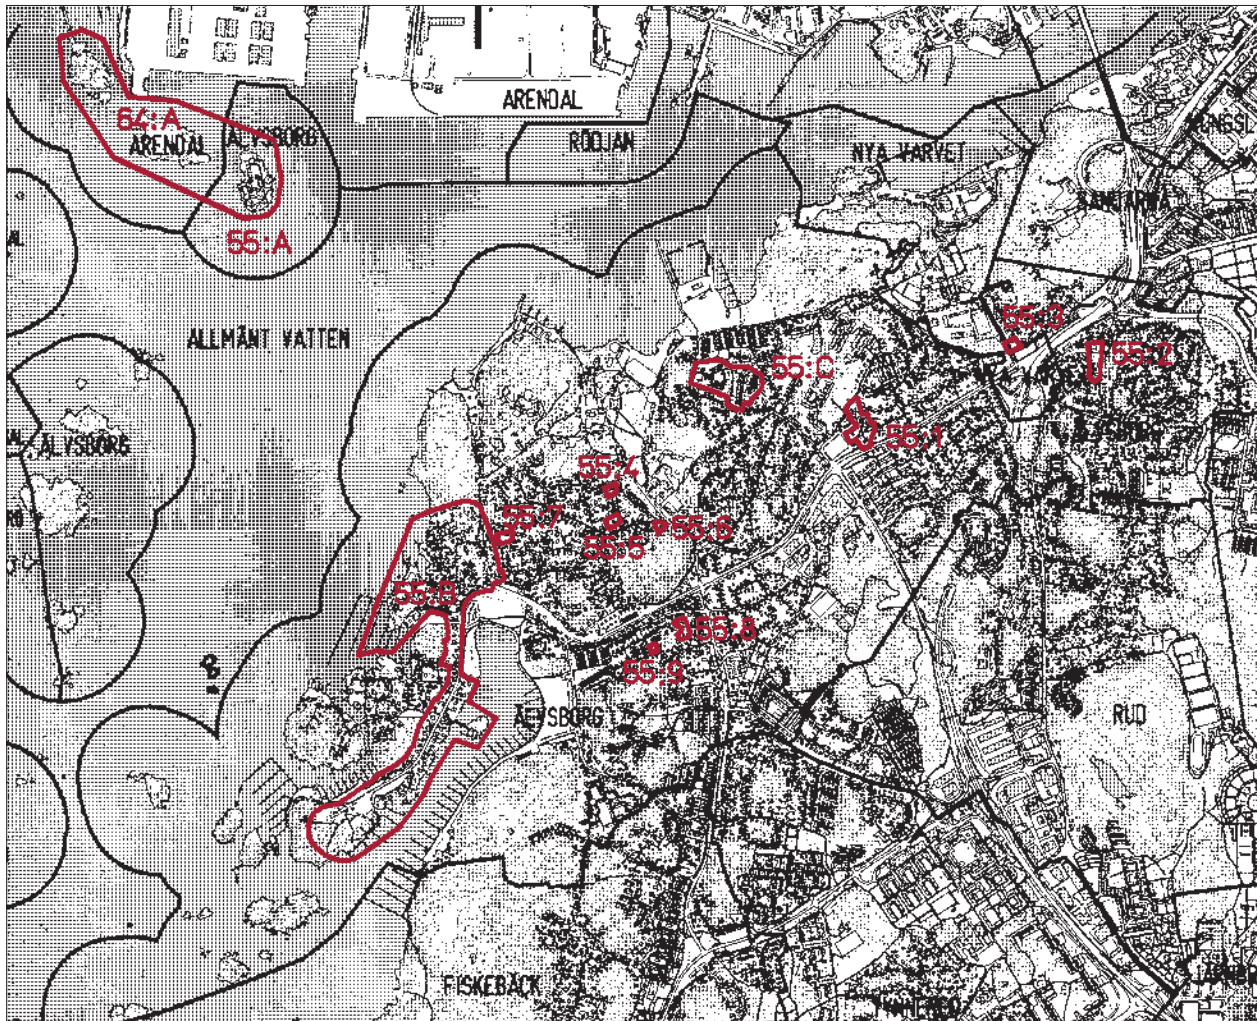 ARENDAL
64:A
ARENDAL
ÄLVSBORG
RÖDJAN
NYA VARVET
55:A
ALLMÄNT VATTEN
55:3
55:2
55:C
55:1
ÄLVSBORG
55:4
55:7
55:5
55:6
55:B
55:8
55:9
B
ÄLVSBORG
RUD
FISKEBÄCK